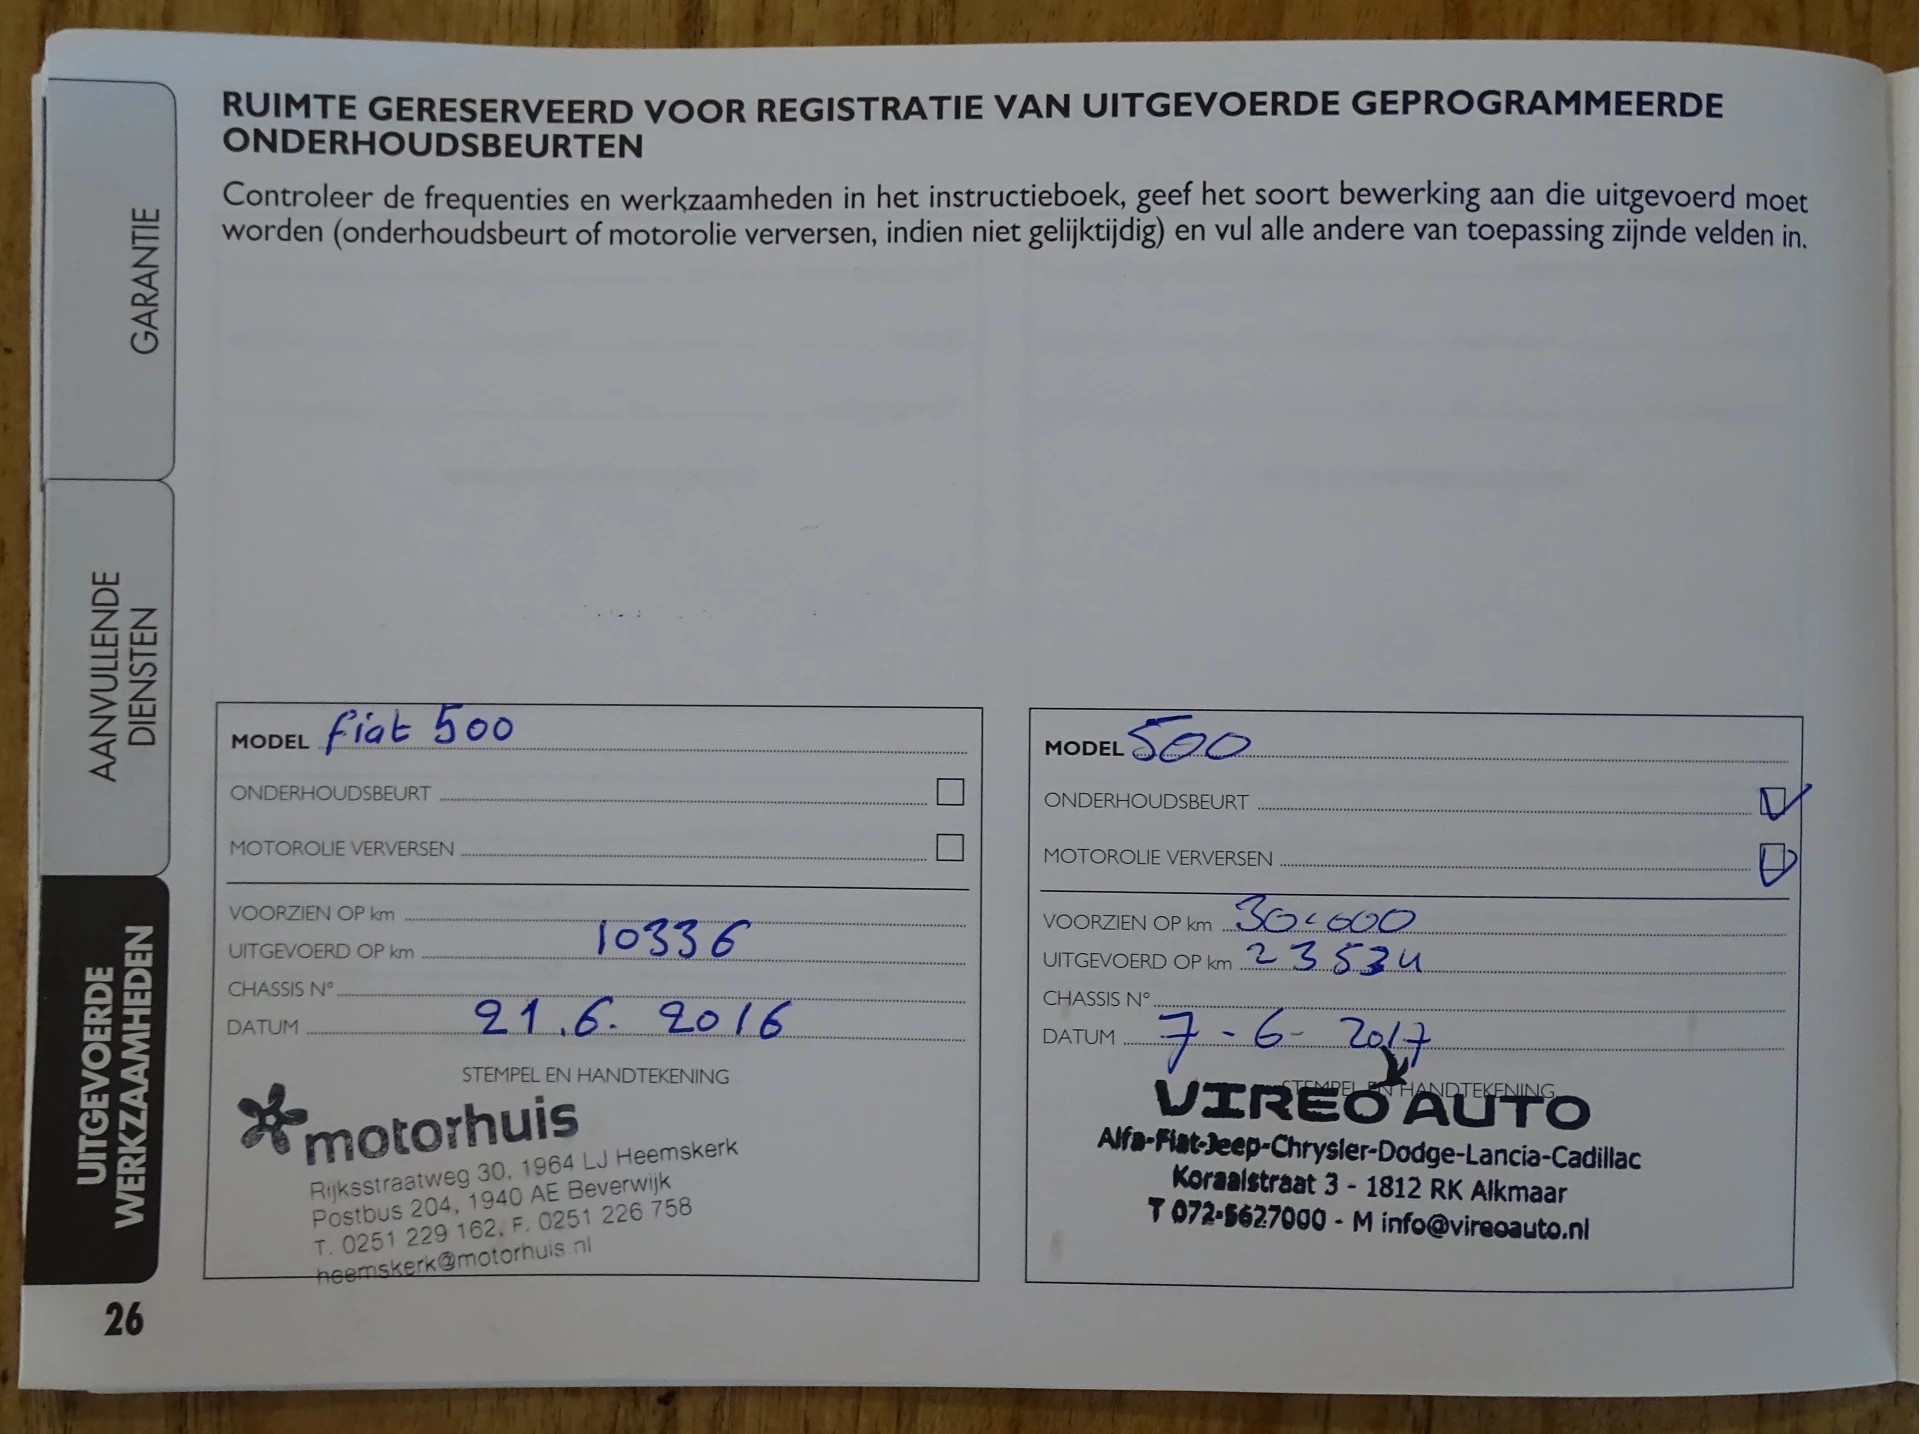 RUIMTE GERESERVEERD VOOR REGISTRATIE VAN UITGEVOERDE GEPROGRAMMEERDE
ONDERHOUDSBEURTEN
Controleer de frequenties en werkzaamheden in het instructieboek, geef het soort bewerking aan die uitgevoerd moet
worden (onderhoudsbeurt of motorolie verversen, indien niet gelijktijdig) en vul alle andere van toepassing zijnde velden in.
GARANTIE
AANVULLENDE
DIENSTEN
UITGEVOERDE
WERKZAAMHEDEN
26
MODEL fiat 500
ONDERHOUDSBEURT
MOTOROLIE VERVERSEN
VOORZIEN OP km
UITGEVOERD OP km 10336
CHASSIS N°
DATUM 21.6. 2016
STEMPEL EN HANDTEKENING
motorhuis
Rijksstraatweg 30, 1964 LJ Heemskerk
Postbus 204, 1940 AE Beverwijk
T. 0251 229 162, F. 0251 226 758
heemskerk@motorhuis.nl
MODEL 500
ONDERHOUDSBEURT
MOTOROLIE VERVERSEN
VOORZIEN OP km 30.000
UITGEVOERD OP km 23534
CHASSIS N°
DATUM 7-6-2017
STEMPEL EN HANDTEKENING
VIREO AUTO
Alfa-Fiat-Jeep-Chrysler-Dodge-Lancia-Cadillac
Koraalstraat 3 - 1812 RK Alkmaar
T 072-5627000 - M info@vireoauto.nl